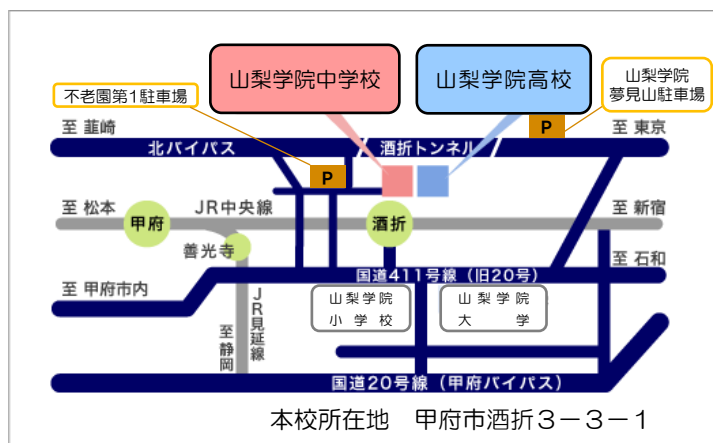 山梨学院中学校
山梨学院高校
不老園第1駐車場
山梨学院
夢見山駐車場
至 韮崎
P
至 東京
北バイパス
酒折トンネル
P
至 松本
JR中央線
至 新宿
甲府
酒折
善光寺
至 石和
国道411号線（旧20号）
至 甲府市内
JR見延線
至静岡
山梨学院
小学校
山梨学院
大学
国道20号線（甲府バイパス）
本校所在地 甲府市酒折３－３－１